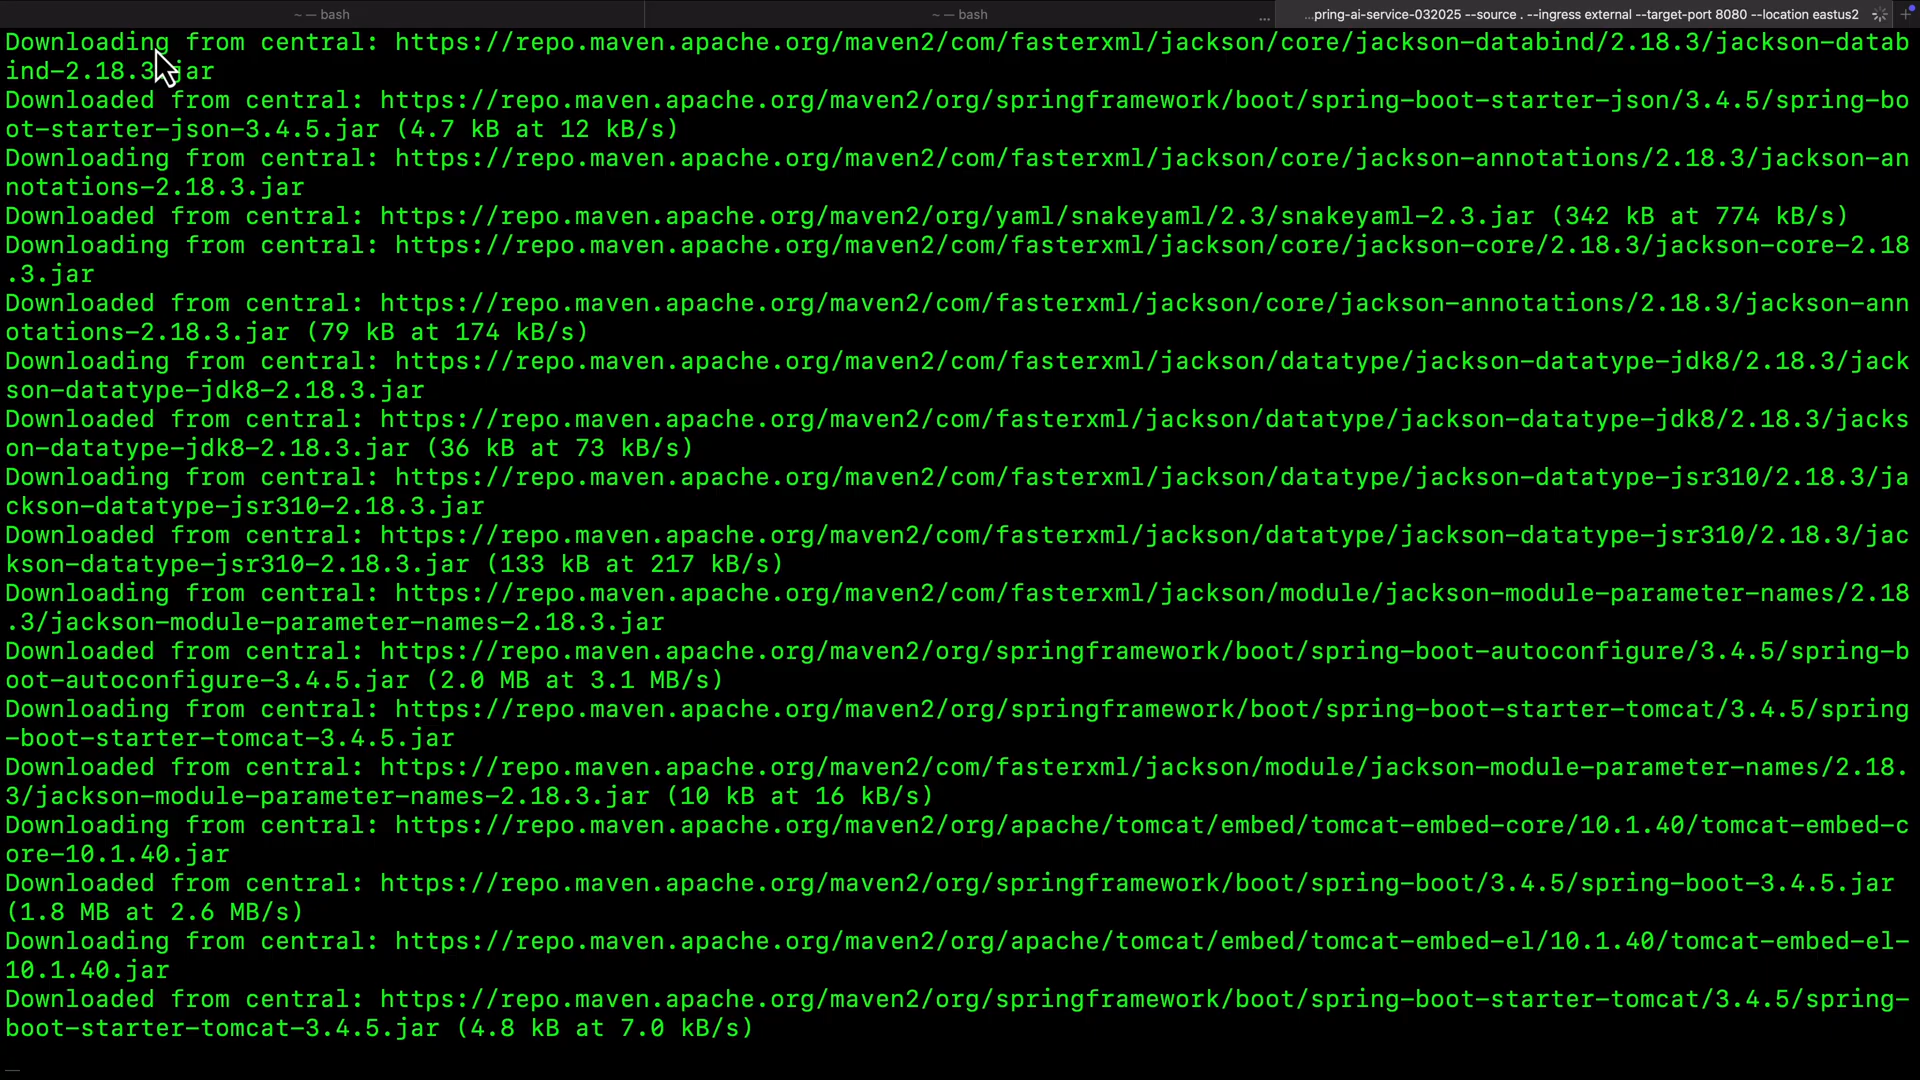 ~ — bash
~ — bash
...
...pring-ai-service-032025 --source . --ingress external --target-port 8080 --location eastus2
Downloading from central: https://repo.maven.apache.org/maven2/com/fasterxml/jackson/core/jackson-databind/2.18.3/jackson-datab
ind-2.18.3.jar
Downloaded from central: https://repo.maven.apache.org/maven2/org/springframework/boot/spring-boot-starter-json/3.4.5/spring-bo
ot-starter-json-3.4.5.jar (4.7 kB at 12 kB/s)
Downloading from central: https://repo.maven.apache.org/maven2/com/fasterxml/jackson/core/jackson-annotations/2.18.3/jackson-an
notations-2.18.3.jar
Downloaded from central: https://repo.maven.apache.org/maven2/org/yaml/snakeyaml/2.3/snakeyaml-2.3.jar (342 kB at 774 kB/s)
Downloading from central: https://repo.maven.apache.org/maven2/com/fasterxml/jackson/core/jackson-core/2.18.3/jackson-core-2.18
.3.jar
Downloaded from central: https://repo.maven.apache.org/maven2/com/fasterxml/jackson/core/jackson-annotations/2.18.3/jackson-ann
otations-2.18.3.jar (79 kB at 174 kB/s)
Downloading from central: https://repo.maven.apache.org/maven2/com/fasterxml/jackson/datatype/jackson-datatype-jdk8/2.18.3/jack
son-datatype-jdk8-2.18.3.jar
Downloaded from central: https://repo.maven.apache.org/maven2/com/fasterxml/jackson/datatype/jackson-datatype-jdk8/2.18.3/jacks
on-datatype-jdk8-2.18.3.jar (36 kB at 73 kB/s)
Downloading from central: https://repo.maven.apache.org/maven2/com/fasterxml/jackson/datatype/jackson-datatype-jsr310/2.18.3/ja
ckson-datatype-jsr310-2.18.3.jar
Downloaded from central: https://repo.maven.apache.org/maven2/com/fasterxml/jackson/datatype/jackson-datatype-jsr310/2.18.3/jac
kson-datatype-jsr310-2.18.3.jar (133 kB at 217 kB/s)
Downloading from central: https://repo.maven.apache.org/maven2/com/fasterxml/jackson/module/jackson-module-parameter-names/2.18
.3/jackson-module-parameter-names-2.18.3.jar
Downloaded from central: https://repo.maven.apache.org/maven2/org/springframework/boot/spring-boot-autoconfigure/3.4.5/spring-b
oot-autoconfigure-3.4.5.jar (2.0 MB at 3.1 MB/s)
Downloading from central: https://repo.maven.apache.org/maven2/org/springframework/boot/spring-boot-starter-tomcat/3.4.5/spring
-boot-starter-tomcat-3.4.5.jar
Downloaded from central: https://repo.maven.apache.org/maven2/com/fasterxml/jackson/module/jackson-module-parameter-names/2.18.
3/jackson-module-parameter-names-2.18.3.jar (10 kB at 16 kB/s)
Downloading from central: https://repo.maven.apache.org/maven2/org/apache/tomcat/embed/tomcat-embed-core/10.1.40/tomcat-embed-c
ore-10.1.40.jar
Downloaded from central: https://repo.maven.apache.org/maven2/org/springframework/boot/spring-boot/3.4.5/spring-boot-3.4.5.jar
(1.8 MB at 2.6 MB/s)
Downloading from central: https://repo.maven.apache.org/maven2/org/apache/tomcat/embed/tomcat-embed-el/10.1.40/tomcat-embed-el-
10.1.40.jar
Downloaded from central: https://repo.maven.apache.org/maven2/org/springframework/boot/spring-boot-starter-tomcat/3.4.5/spring-
boot-starter-tomcat-3.4.5.jar (4.8 kB at 7.0 kB/s)